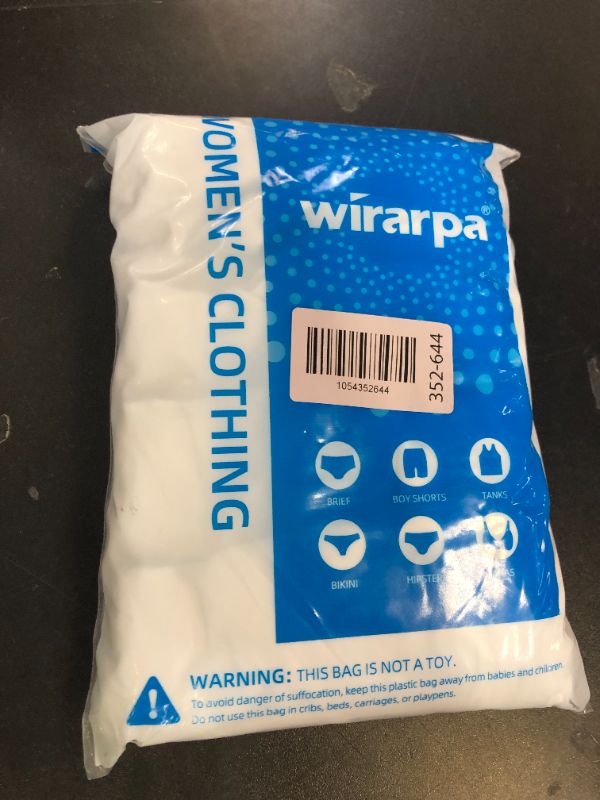 WOMEN'S CLOTHING
wirarpa®
1054352644
352-644
BRIEF
BOY SHORTS
TANKS
BIKINI
HIPSTE
AS
WARNING: THIS BAG IS NOT A TOY.
To avoid danger of suffocation, keep this plastic bag away from babies and children.
Do not use this bag in cribs, beds, carriages, or playpens.